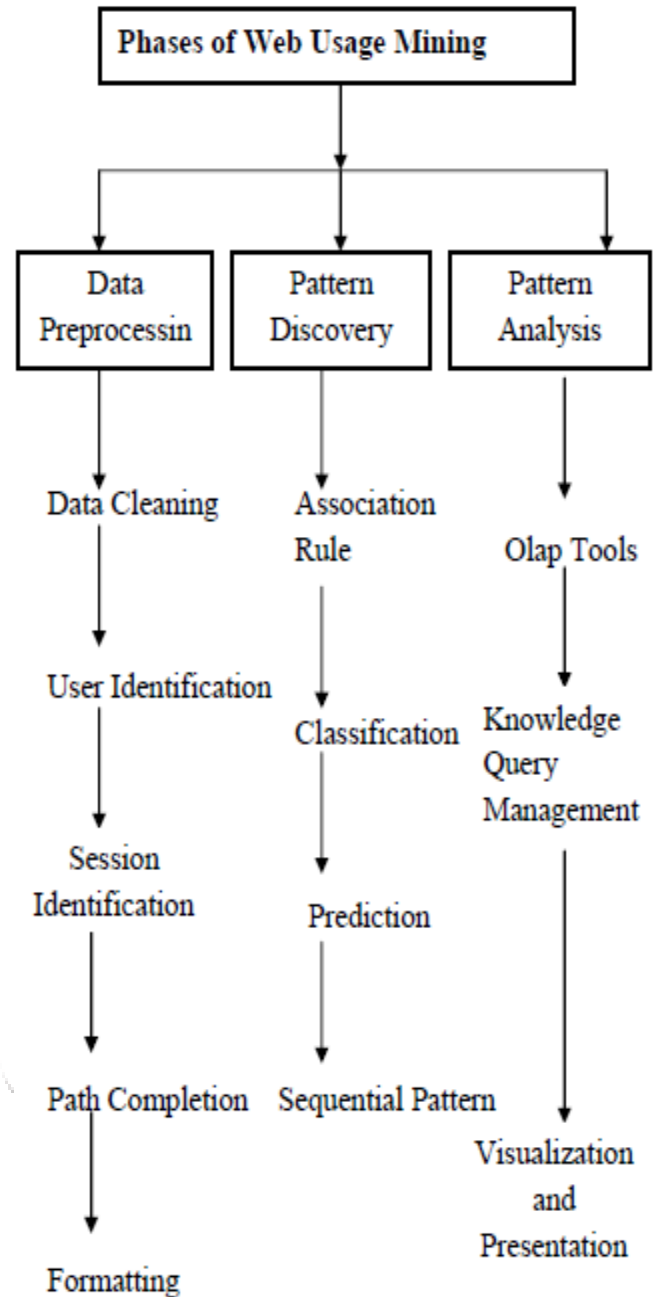 Phases of Web Usage Mining
Data
Preprocessin
Pattern
Discovery
Pattern
Analysis
Data Cleaning
User Identification
Session
Identification
Path Completion
Formatting
Association
Rule
Classification
Prediction
Sequential Pattern
Olap Tools
Knowledge
Query
Management
Visualization
and
Presentation